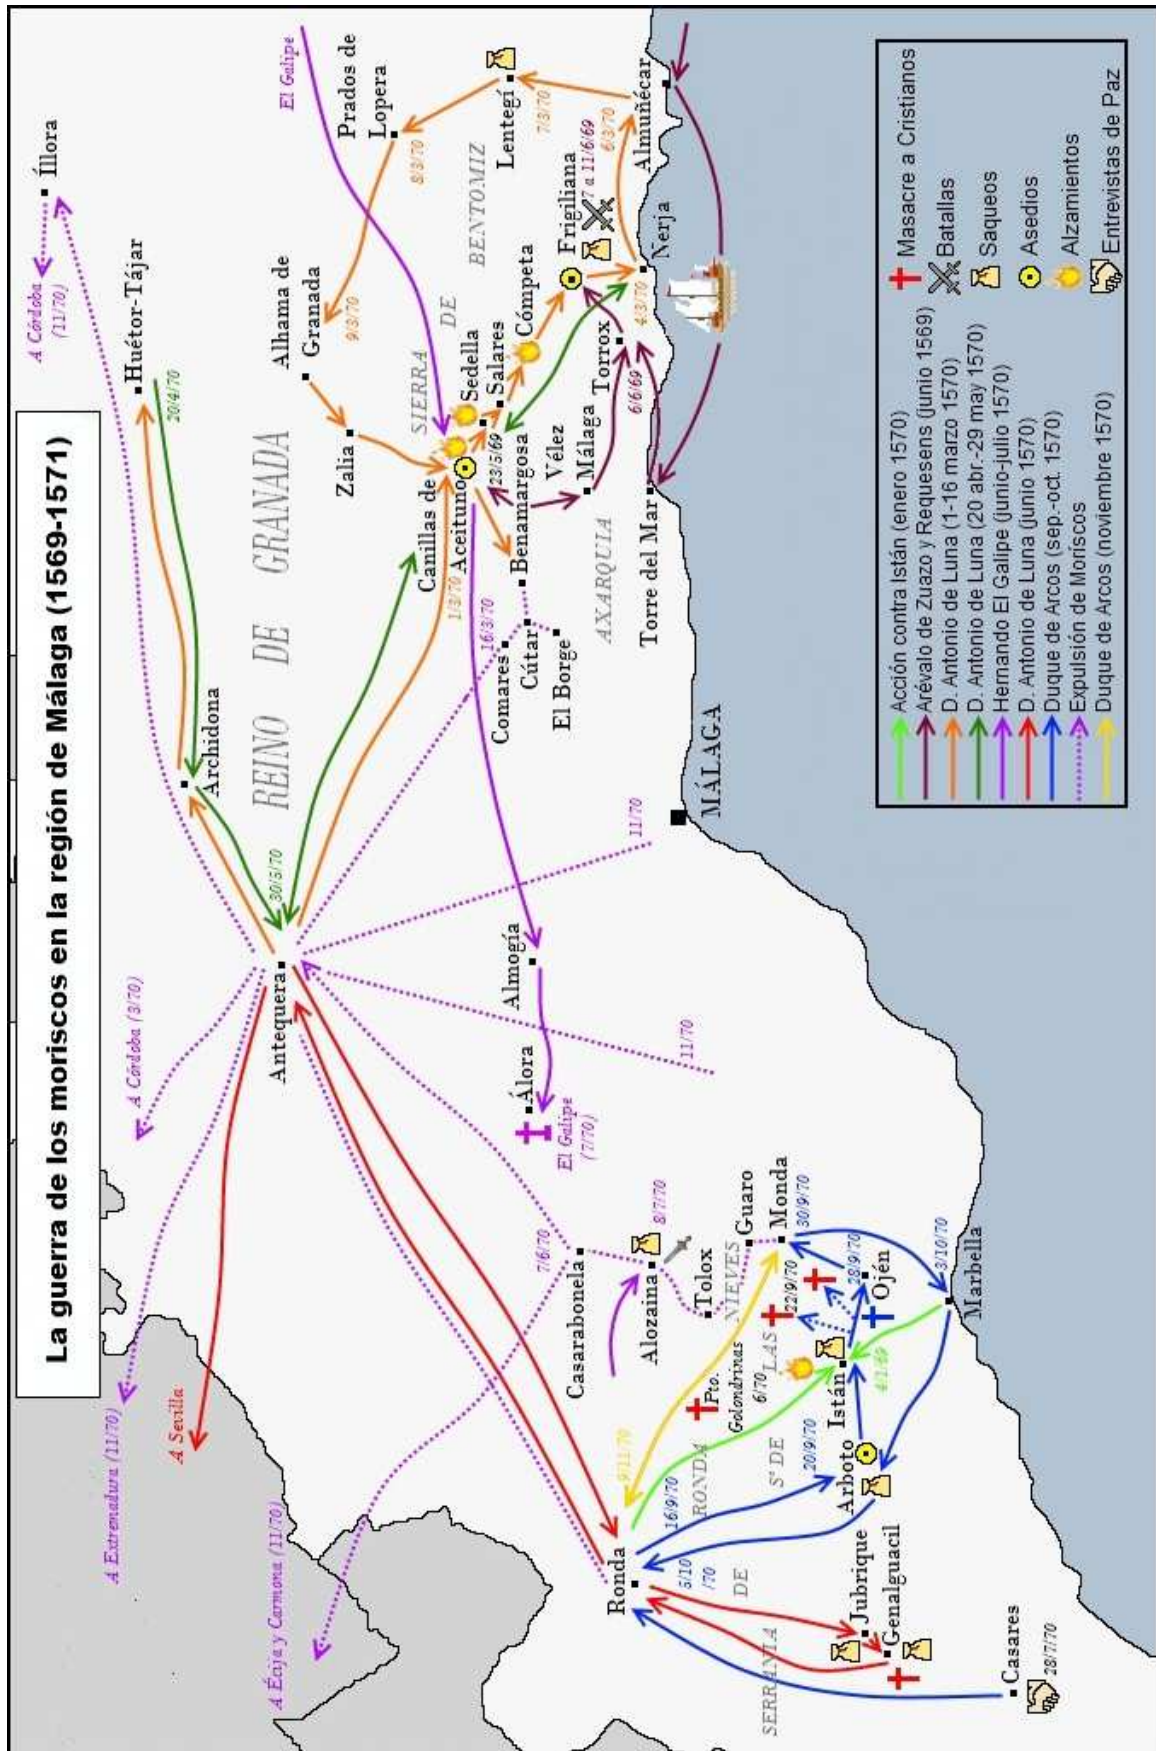 La guerra de los moriscos en la región de Málaga (1569-1571)
A Córdoba
(11/70)
Íllora
A Córdoba (3/70)
Huétor-Tájar
20/4/70
A Extremadura (11/70)
A Sevilla
Archidona
A Écija y Carmona (11/70)
Antequera
30/5/70
REINO DE GRANADA
Alhama de
Granada
9/3/70
Zalia
Prados de
Lopera
8/3/70
El Galipe
Lentegí
7/3/70
SIERRA
DE
BENTOMIZ
Canillas de
Aceituno
1/3/70
Sedella
Salares
Cómpeta
Frigiliana
7 a 11/6/69
23/5/69
Benamargosa
16/3/70
Comares
Cútar
El Borge
Vélez
Málaga
Torrox
6/6/69
4/3/70
Nerja
6/3/70
Almuñécar
AXARQUIA
Torre del Mar
MÁLAGA
11/70
11/70
Almogía
Álora
El Galipe
(7/70)
Casarabonela
7/6/70
Alozaina
8/7/70
Tolox
Guaro
Monda
30/9/70
Ronda
9/11/70
16/9/70
5/10
/70
Pto.
Golondrinas
6/70
22/9/70
28/9/70
20/9/70
Sª DE
LAS
NIEVES
Istán
4/1/69
Ojén
Arboto
3/10/70
Marbella
SERRANIA
DE
RONDA
Jubrique
Genalguacil
Casares
28/7/70
Acción contra Istán (enero 1570)
Arévalo de Zuazo y Requesens (junio 1569)
D. Antonio de Luna (1-16 marzo 1570)
D. Antonio de Luna (20 abr.-29 may 1570)
Hernando El Galipe (junio-julio 1570)
D. Antonio de Luna (junio 1570)
Duque de Arcos (sep.-oct. 1570)
Expulsión de Moriscos
Duque de Arcos (noviembre 1570)
Masacre a Cristianos
Batallas
Saqueos
Asedios
Alzamientos
Entrevistas de Paz